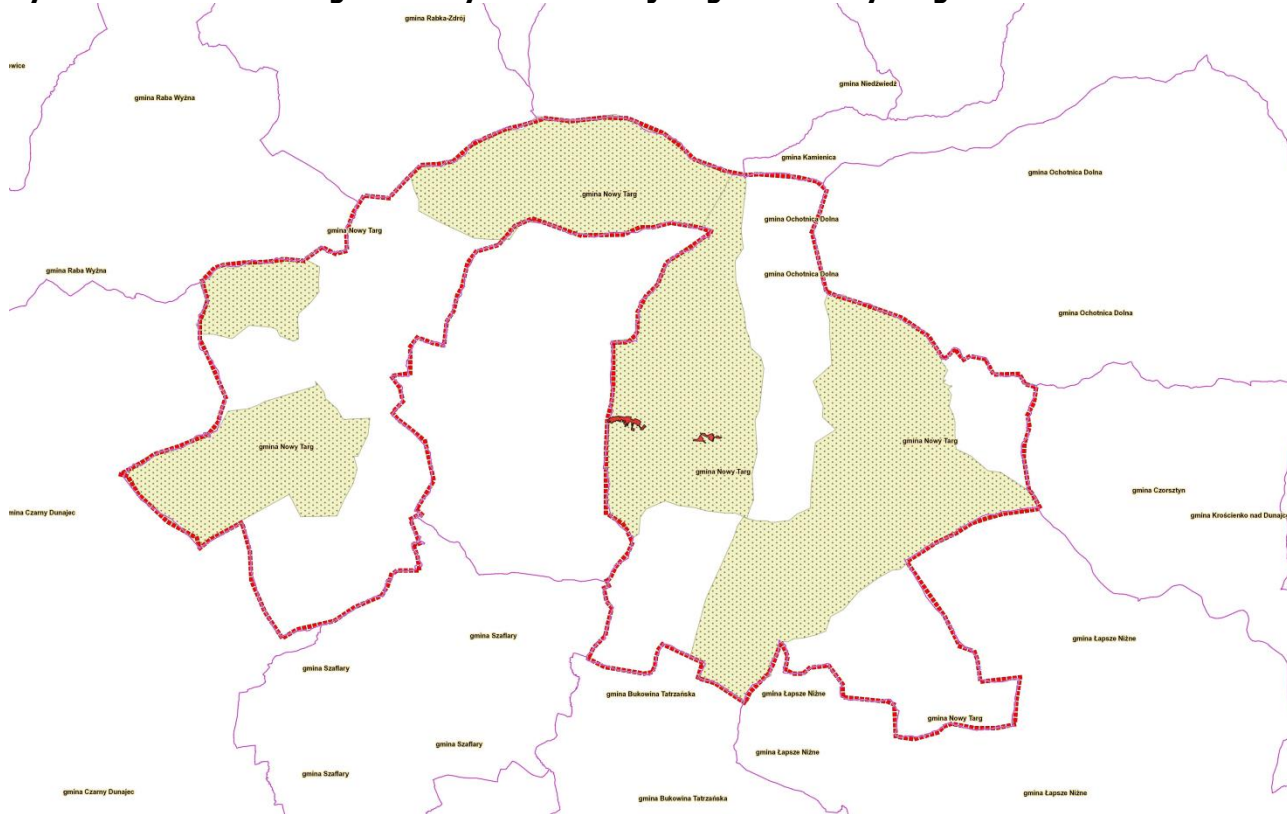 gmina Rabka-Zdrój
owice
gmina Raba Wyżna
gmina Niedźwiedź
gmina Kamienica
gmina Ochotnica Dolna
gmina Nowy Targ
gmina Ochotnica Dolna
gmina Nowy Targ
gmina Raba Wyżna
gmina Ochotnica Dolna
gmina Ochotnica Dolna
gmina Nowy Targ
gmina Nowy Targ
gmina Nowy Targ
gmina Czorsztyn
gmina Czarny Dunajec
gmina Krościenko nad Dunajc
gmina Szaflary
gmina Łapsze Niżne
gmina Szaflary
gmina Bukowina Tatrzańska
gmina Łapsze Niżne
gmina Nowy Targ
gmina Szaflary
gmina Łapsze Niżne
gmina Szaflary
gmina Czarny Dunajec
gmina Bukowina Tatrzańska
gmina Łapsze Niżne